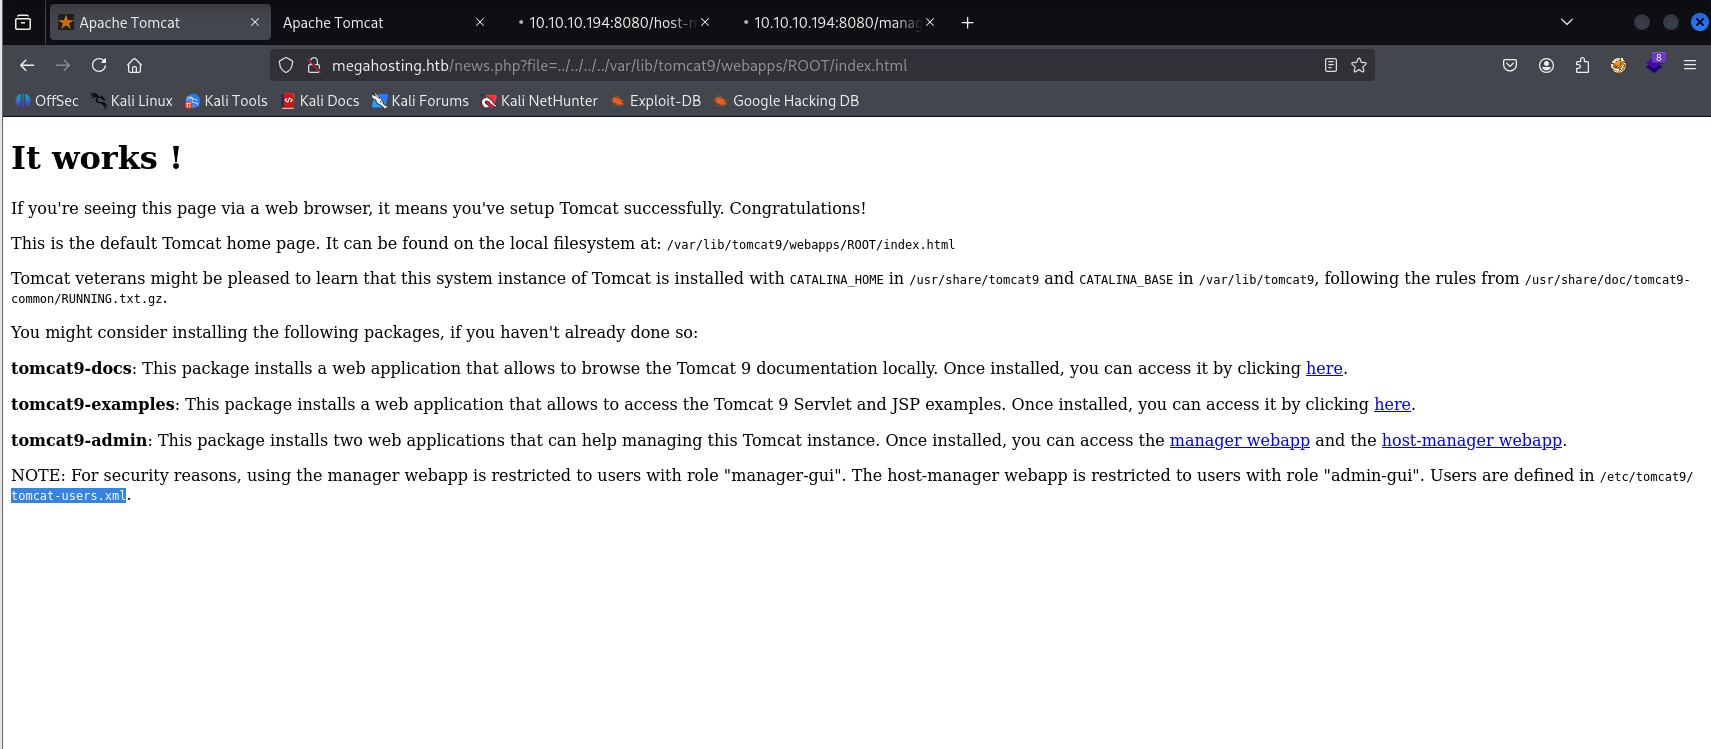 Apache Tomcat
Apache Tomcat
10.10.10.194:8080/host-
10.10.10.194:8080/mana
megahosting.htb/news.php?file=../../../../var/lib/tomcat9/webapps/ROOT/index.html
8
OffSec
Kali Linux
Kali Tools
Kali Docs
Kali Forums
Kali NetHunter
Exploit-DB
Google Hacking DB
It works !
If you're seeing this page via a web browser, it means you've setup Tomcat successfully. Congratulations!
This is the default Tomcat home page. It can be found on the local filesystem at: /var/lib/tomcat9/webapps/ROOT/index.html
Tomcat veterans might be pleased to learn that this system instance of Tomcat is installed with CATALINA_HOME in /usr/share/tomcat9 and CATALINA_BASE in /var/lib/tomcat9, following the rules from /usr/share/doc/tomcat9-
common/RUNNING.txt.gz.
You might consider installing the following packages, if you haven't already done so:
tomcat9-docs: This package installs a web application that allows to browse the Tomcat 9 documentation locally. Once installed, you can access it by clicking here.
tomcat9-examples: This package installs a web application that allows to access the Tomcat 9 Servlet and JSP examples. Once installed, you can access it by clicking here.
tomcat9-admin: This package installs two web applications that can help managing this Tomcat instance. Once installed, you can access the manager webapp and the host-manager webapp.
NOTE: For security reasons, using the manager webapp is restricted to users with role "manager-gui". The host-manager webapp is restricted to users with role "admin-gui". Users are defined in /etc/tomcat9/
tomcat-users.xml.